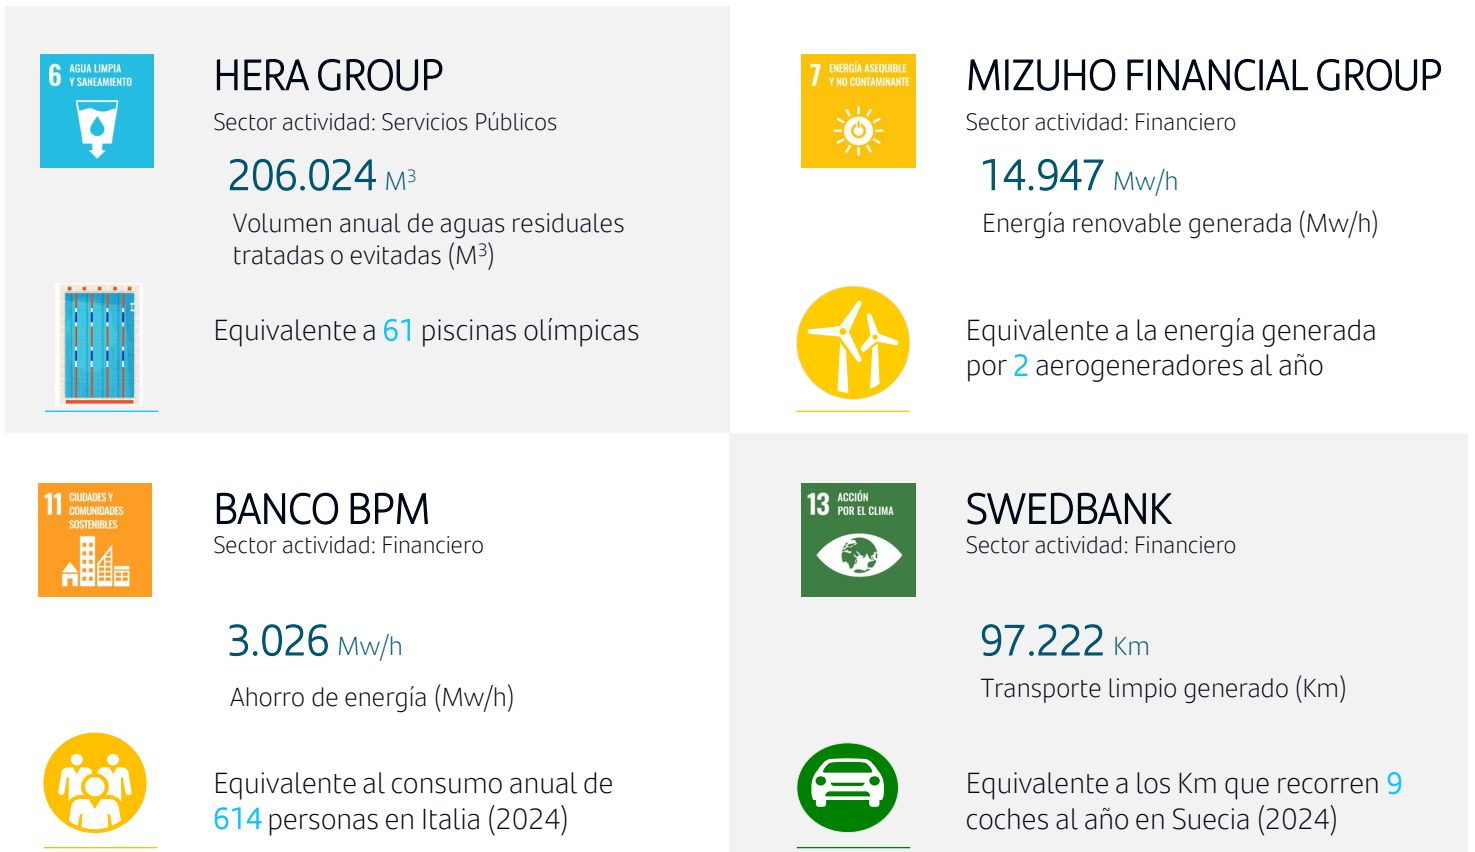 6 AGUA LIMPIA
Y SANEAMIENTO
HERA GROUP
Sector actividad: Servicios Públicos
206.024 M³
Volumen anual de aguas residuales
tratadas o evitadas (M³)
Equivalente a 61 piscinas olímpicas
7 ENERGÍA ASEQUIBLE
Y NO CONTAMINANTE
MIZUHO FINANCIAL GROUP
Sector actividad: Financiero
14.947 Mw/h
Energía renovable generada (Mw/h)
Equivalente a la energía generada
por 2 aerogeneradores al año
11 CIUDADES Y
COMUNIDADES
SOSTENIBLES
BANCO BPM
Sector actividad: Financiero
3.026 Mw/h
Ahorro de energía (Mw/h)
Equivalente al consumo anual de
614 personas en Italia (2024)
13 ACCIÓN
POR EL CLIMA
SWEDBANK
Sector actividad: Financiero
97.222 Km
Transporte limpio generado (Km)
Equivalente a los Km que recorren 9
coches al año en Suecia (2024)